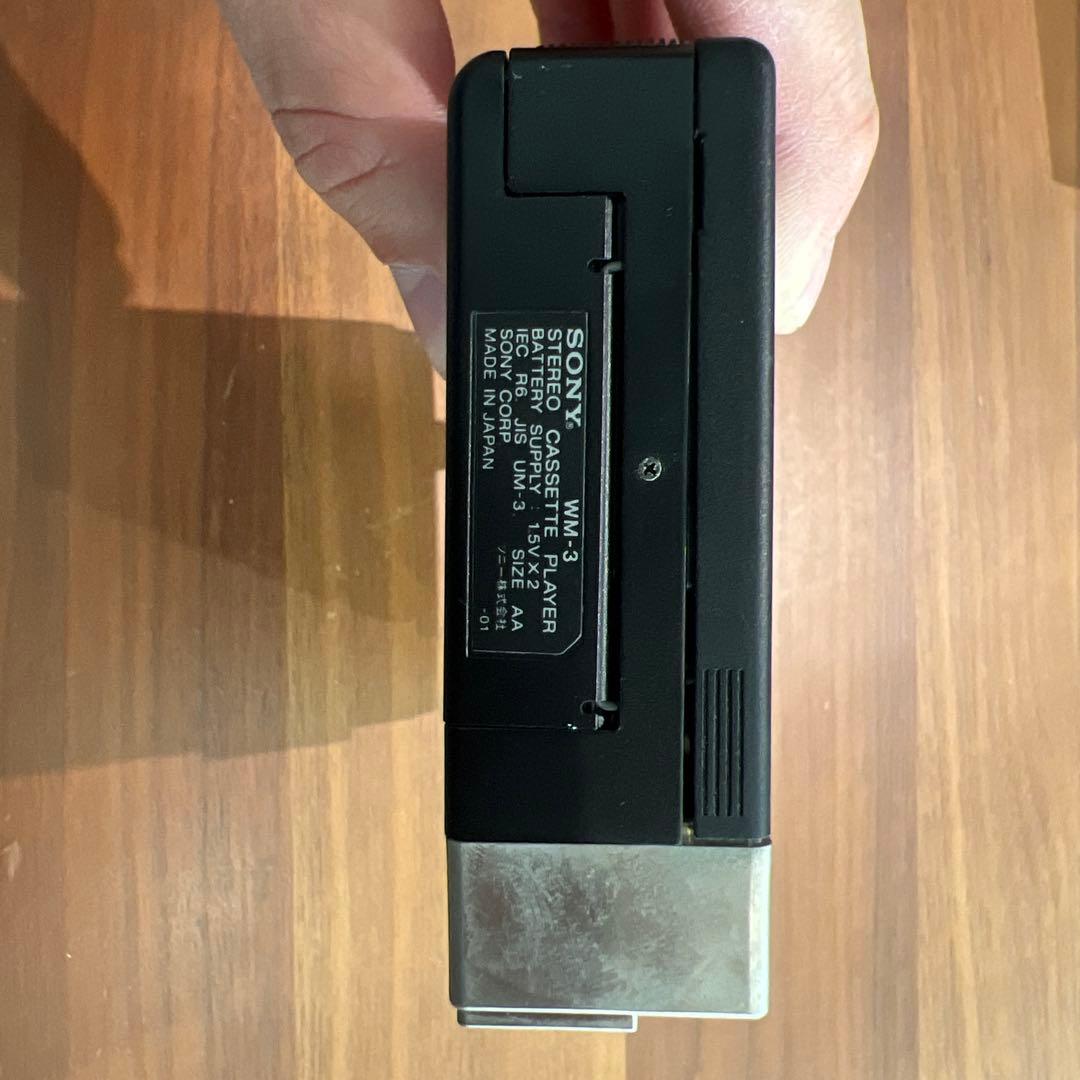 SONY® WM-3
STEREO CASSETTE PLAYER
BATTERY SUPPLY : 1.5V×2
IEC R6. JIS UM-3. SIZE AA
SONY CORP ソニー株式会社
MADE IN JAPAN -01